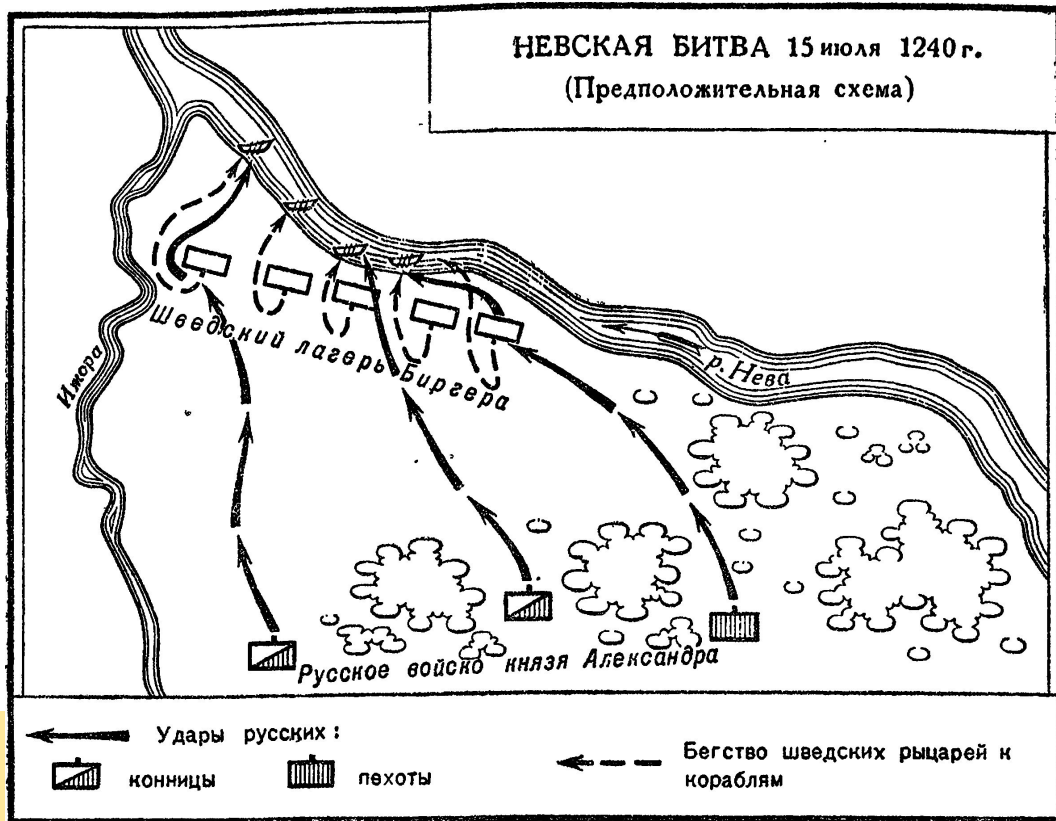 НЕВСКАЯ БИТВА 15 июля 1240 г.
(Предположительная схема)
Шведский лагерь Биргера
Ижора
р. Нева
Русское войско князя Александра
Удары русских:
конницы
пехоты
Бегство шведских рыцарей к
кораблям